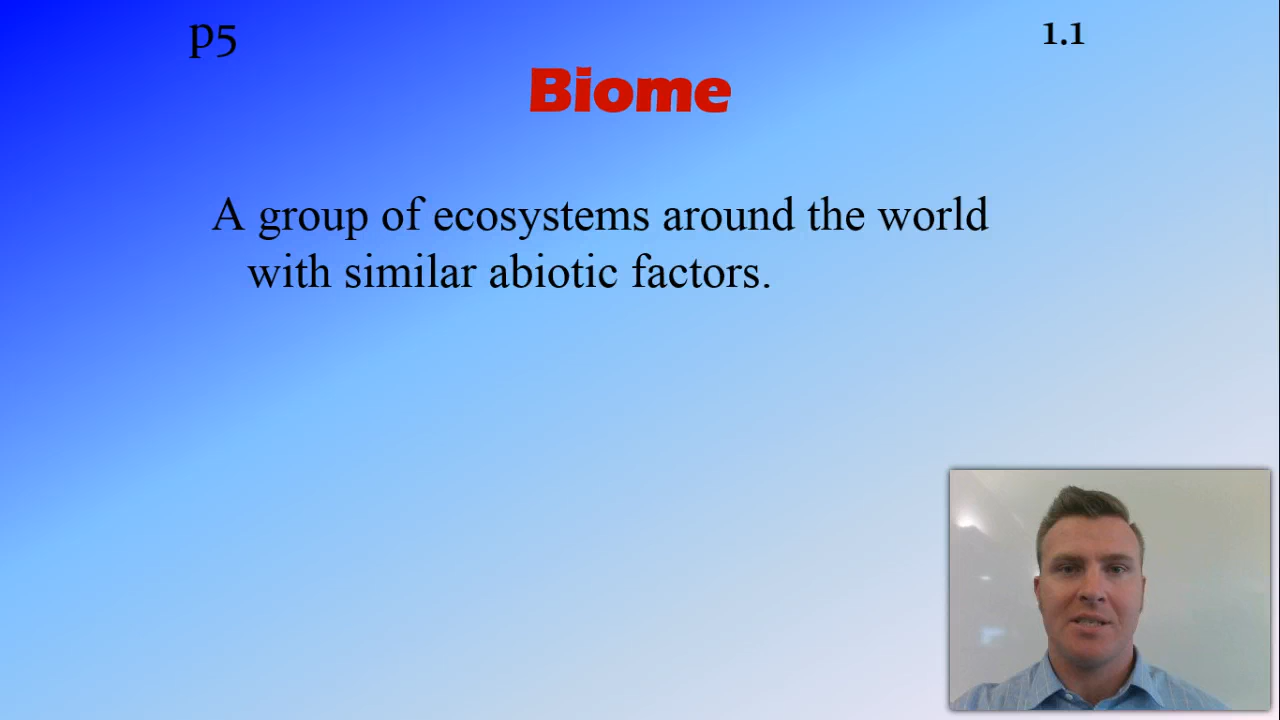 p5
1.1
Biome
A group of ecosystems around the world
with similar abiotic factors.